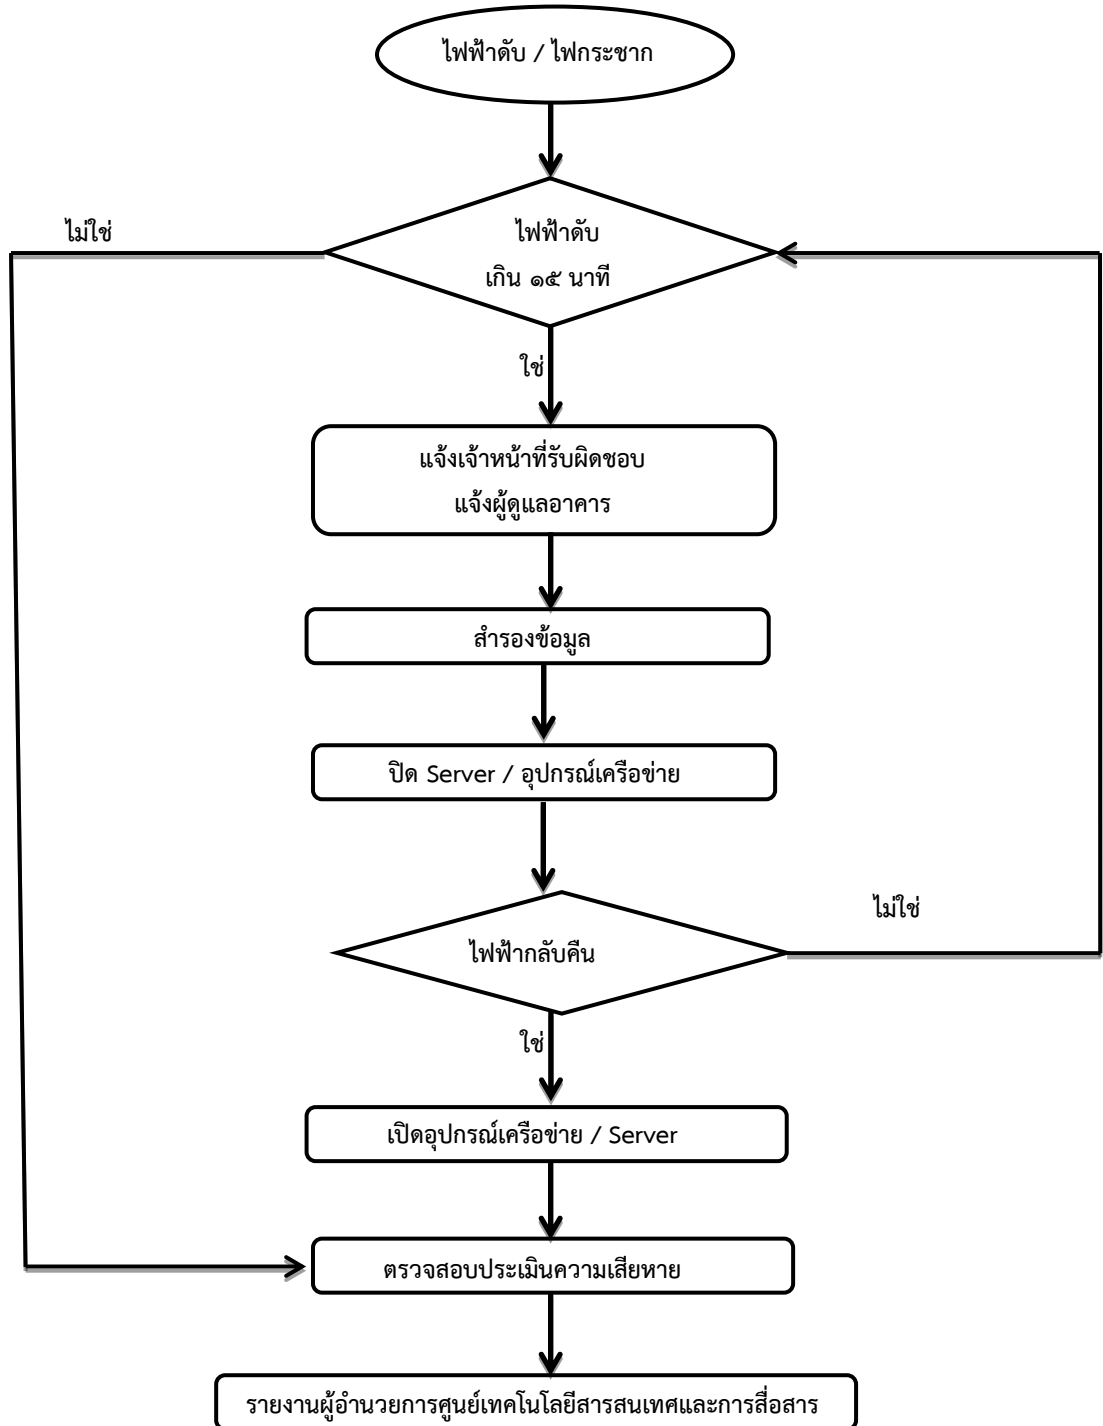 ไฟฟ้าดับ / ไฟกระชาก
ไม่ใช่
ไฟฟ้าดับ
เกิน ๑๕ นาที
ใช่
แจ้งเจ้าหน้าที่รับผิดชอบ
แจ้งผู้ดูแลอาคาร
สำรองข้อมูล
ปิด Server / อุปกรณ์เครือข่าย
ไม่ใช่
ไฟฟ้ากลับคืน
ใช่
เปิดอุปกรณ์เครือข่าย / Server
ตรวจสอบประเมินความเสียหาย
รายงานผู้อำนวยการศูนย์เทคโนโลยีสารสนเทศและการสื่อสาร